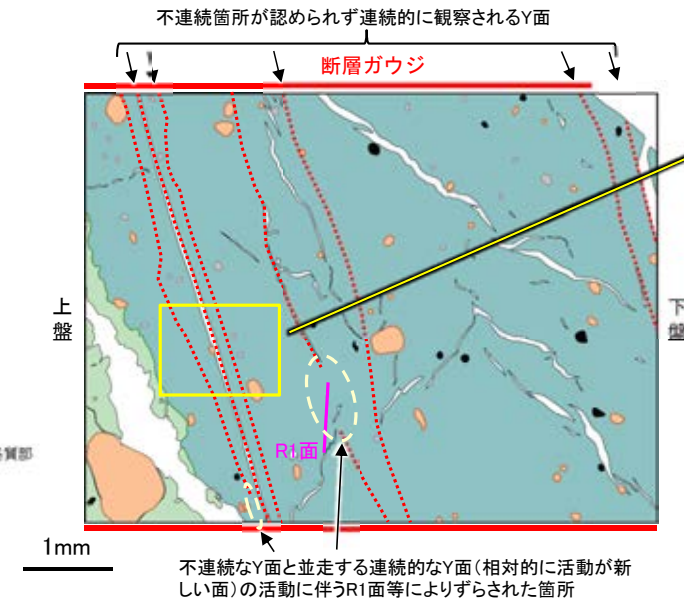 不連続箇所が認められず連続的に観察されるY面
断層ガウジ
上
盤
下
盤
R1面
質部
1mm
不連続なY面と並走する連続的なY面(相対的に活動が新
しい面)の活動に伴うR1面等によりずらされた箇所